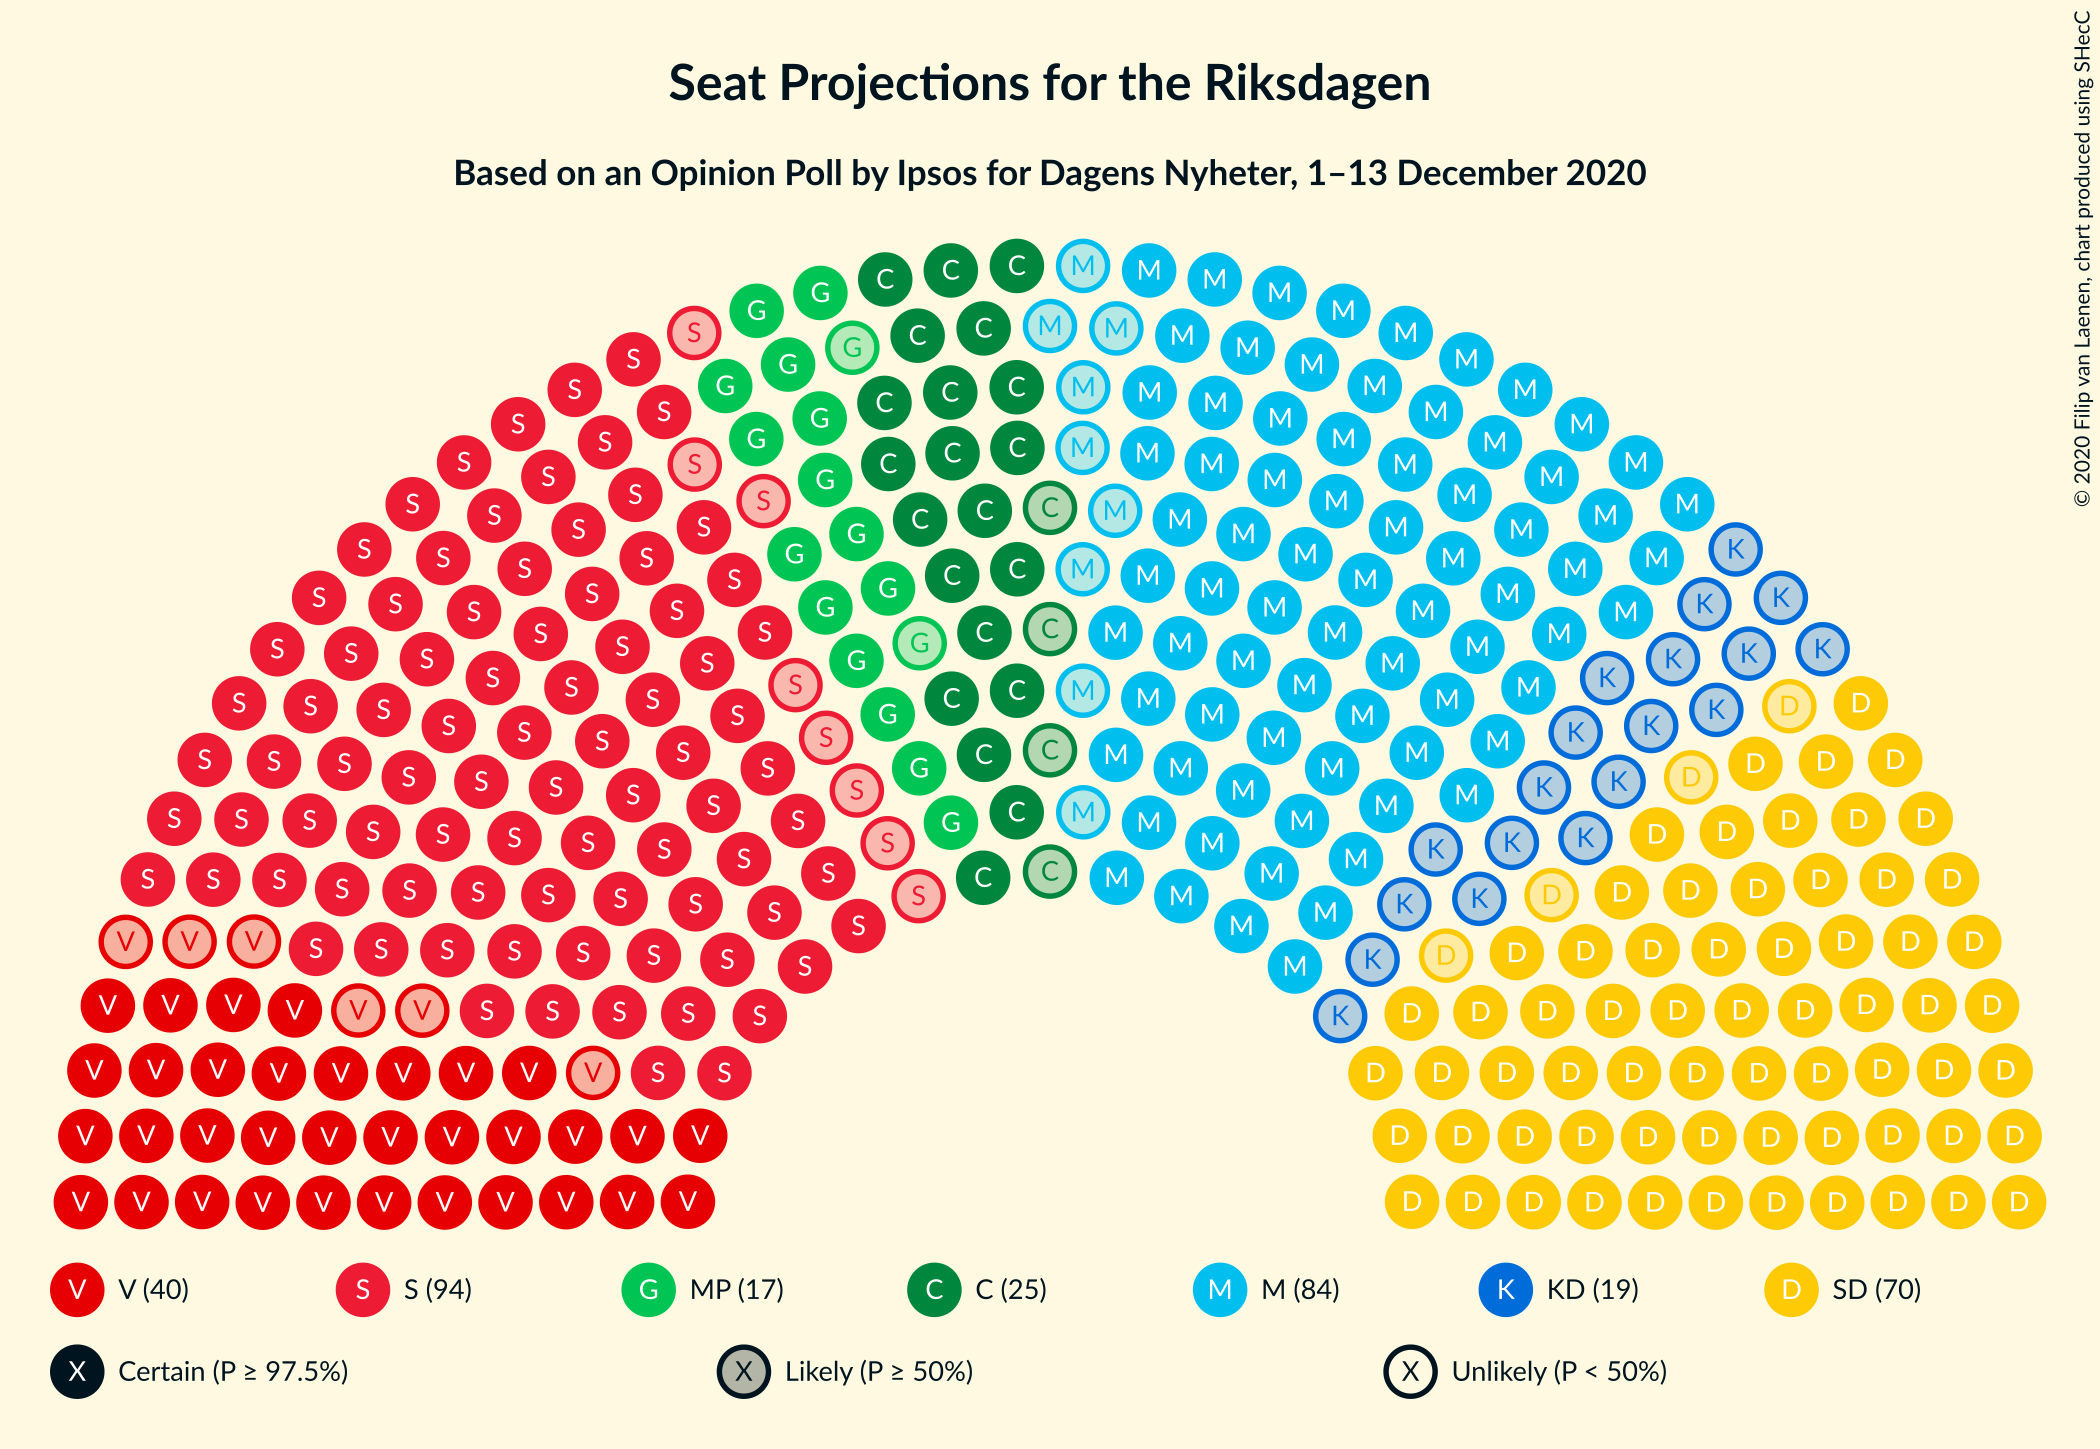 Seat Projections for the Riksdagen
Based on an Opinion Poll by Ipsos for Dagens Nyheter, 1–13 December 2020
© 2020 Filip van Laenen, chart produced using SHecC
V V (40) S S (94) G MP (17) C C (25) M M (84) K KD (19) D SD (70)
X Certain (P ≥ 97.5%) X Likely (P ≥ 50%) X Unlikely (P < 50%)